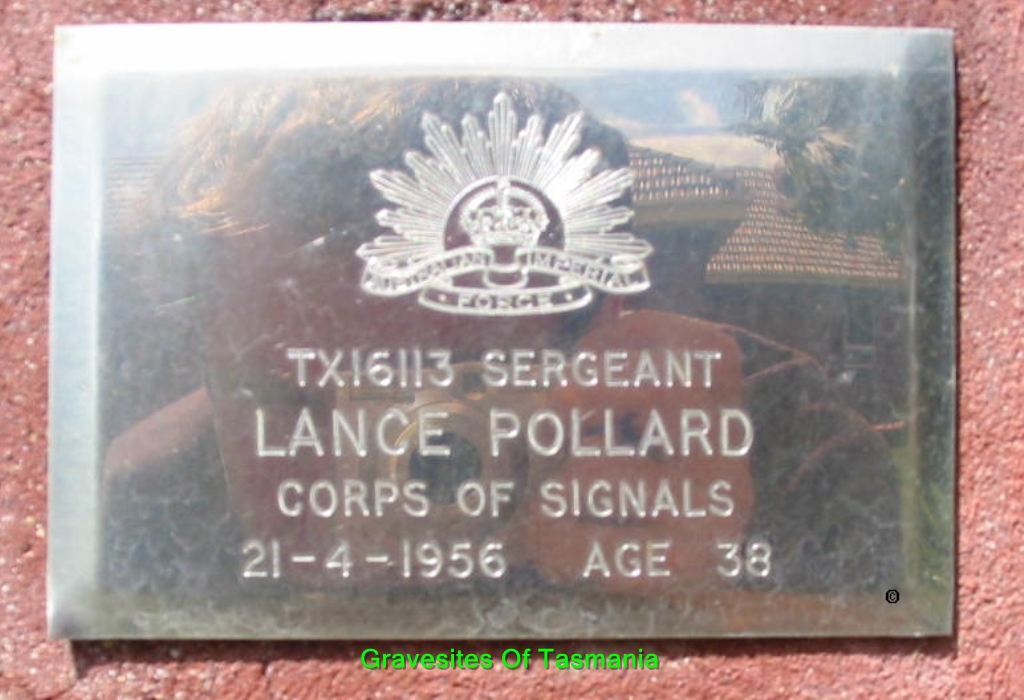 AUSTRALIAN IMPERIAL
FORCE
TX16113 SERGEANT
LANCE POLLARD
CORPS OF SIGNALS
21-4-1956 AGE 38
©
Gravesites Of Tasmania